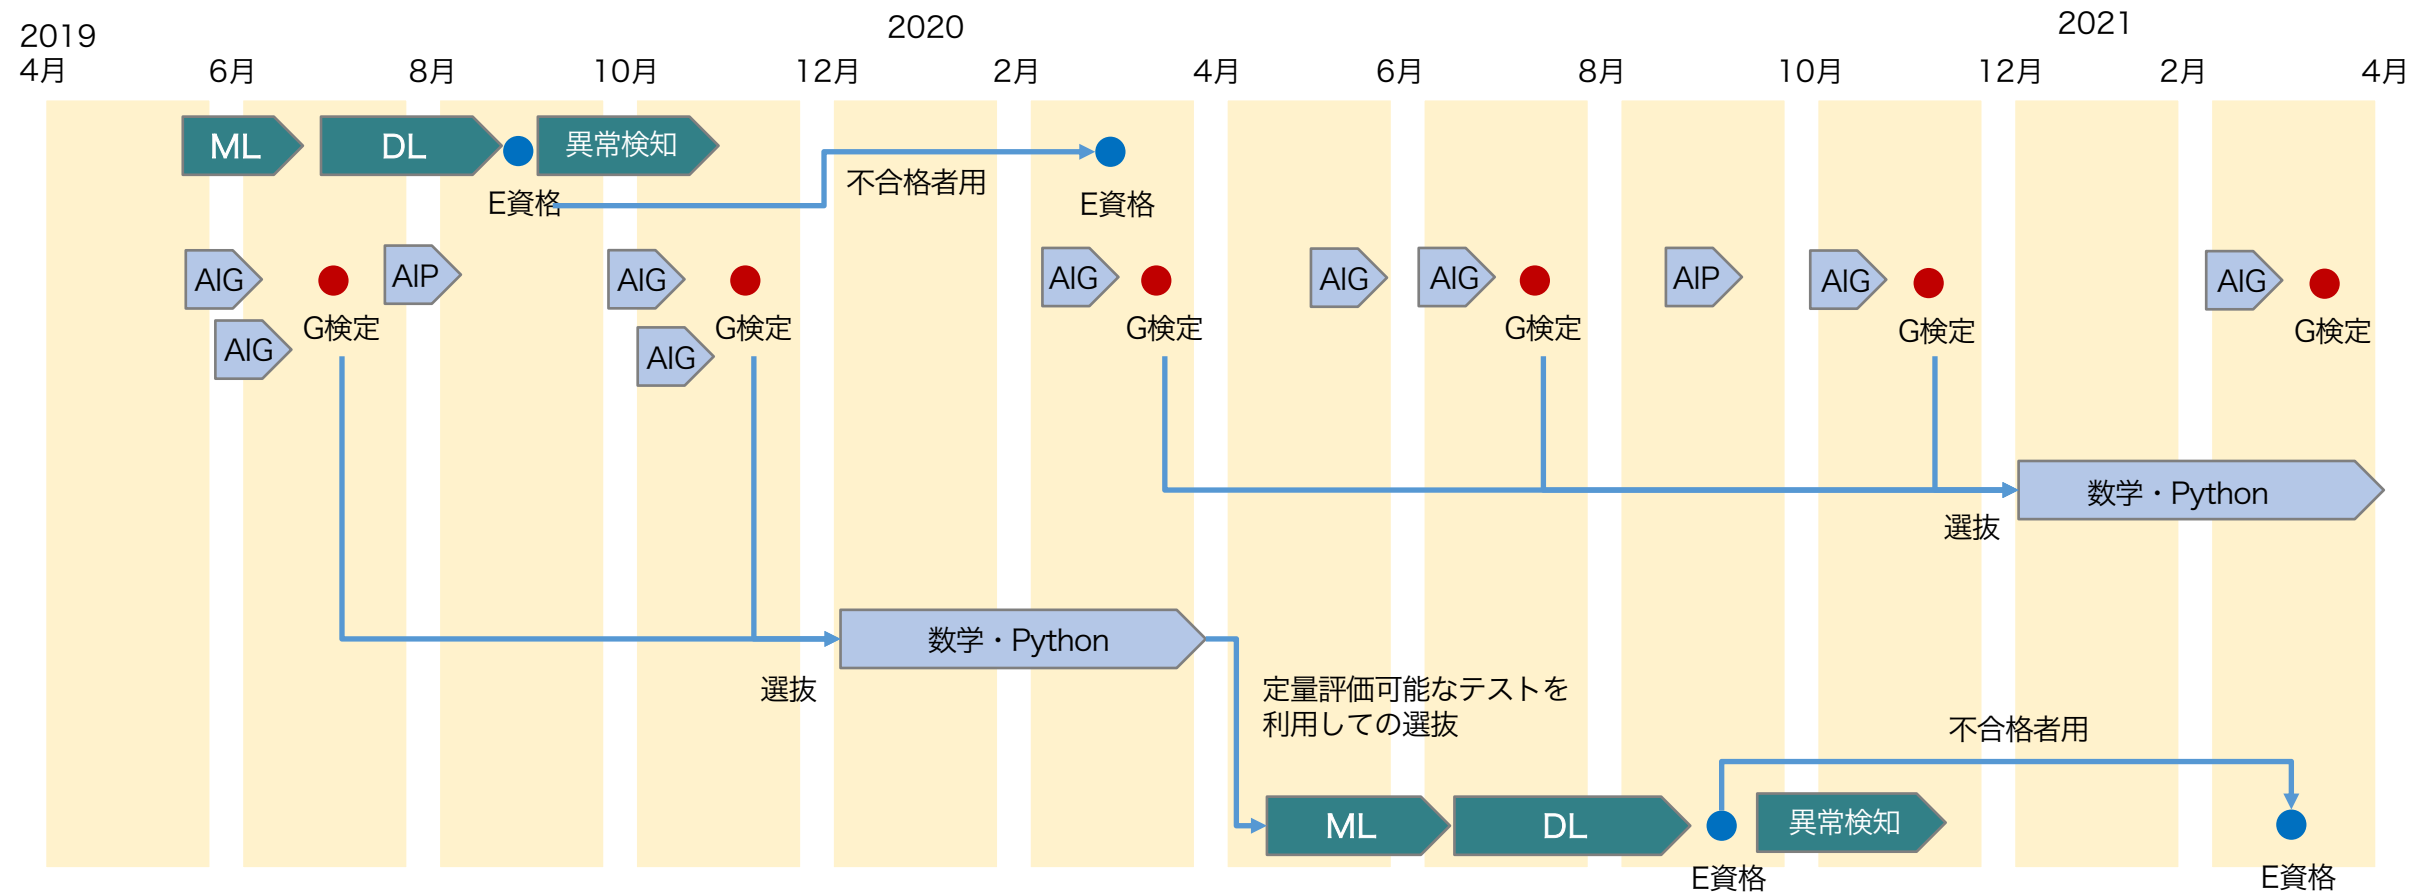 2019
2020
2021
4月
6月
8月
10月
12月
2月
4月
6月
8月
10月
12月
2月
4月
ML
DL
異常検知
E資格
不合格者用
E資格
AIG
AIG
G検定
AIP
AIG
AIG
G検定
AIG
G検定
AIG
AIG
G検定
AIP
AIG
G検定
AIG
G検定
数学・Python
選抜
数学・Python
選抜
定量評価可能なテストを
利用しての選抜
不合格者用
ML
DL
異常検知
E資格
E資格